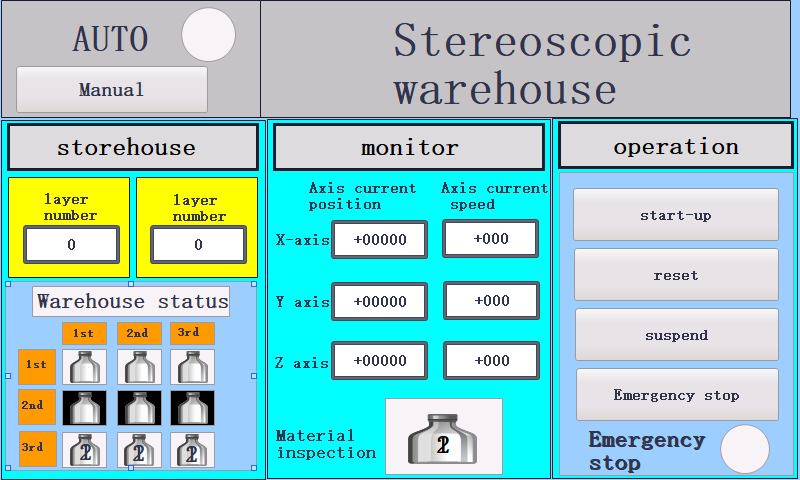 AUTO
Manual
Stereoscopic
warehouse
storehouse
layer
number
0
layer
number
0
Warehouse status
1st 2nd 3rd
1st
2nd
3rd
2 2 2
monitor
Axis current
position
Axis current
speed
X-axis +00000 +000
Y axis +00000 +000
Z axis +00000 +000
Material
inspection
2
operation
start-up
reset
suspend
Emergency stop
Emergency
stop